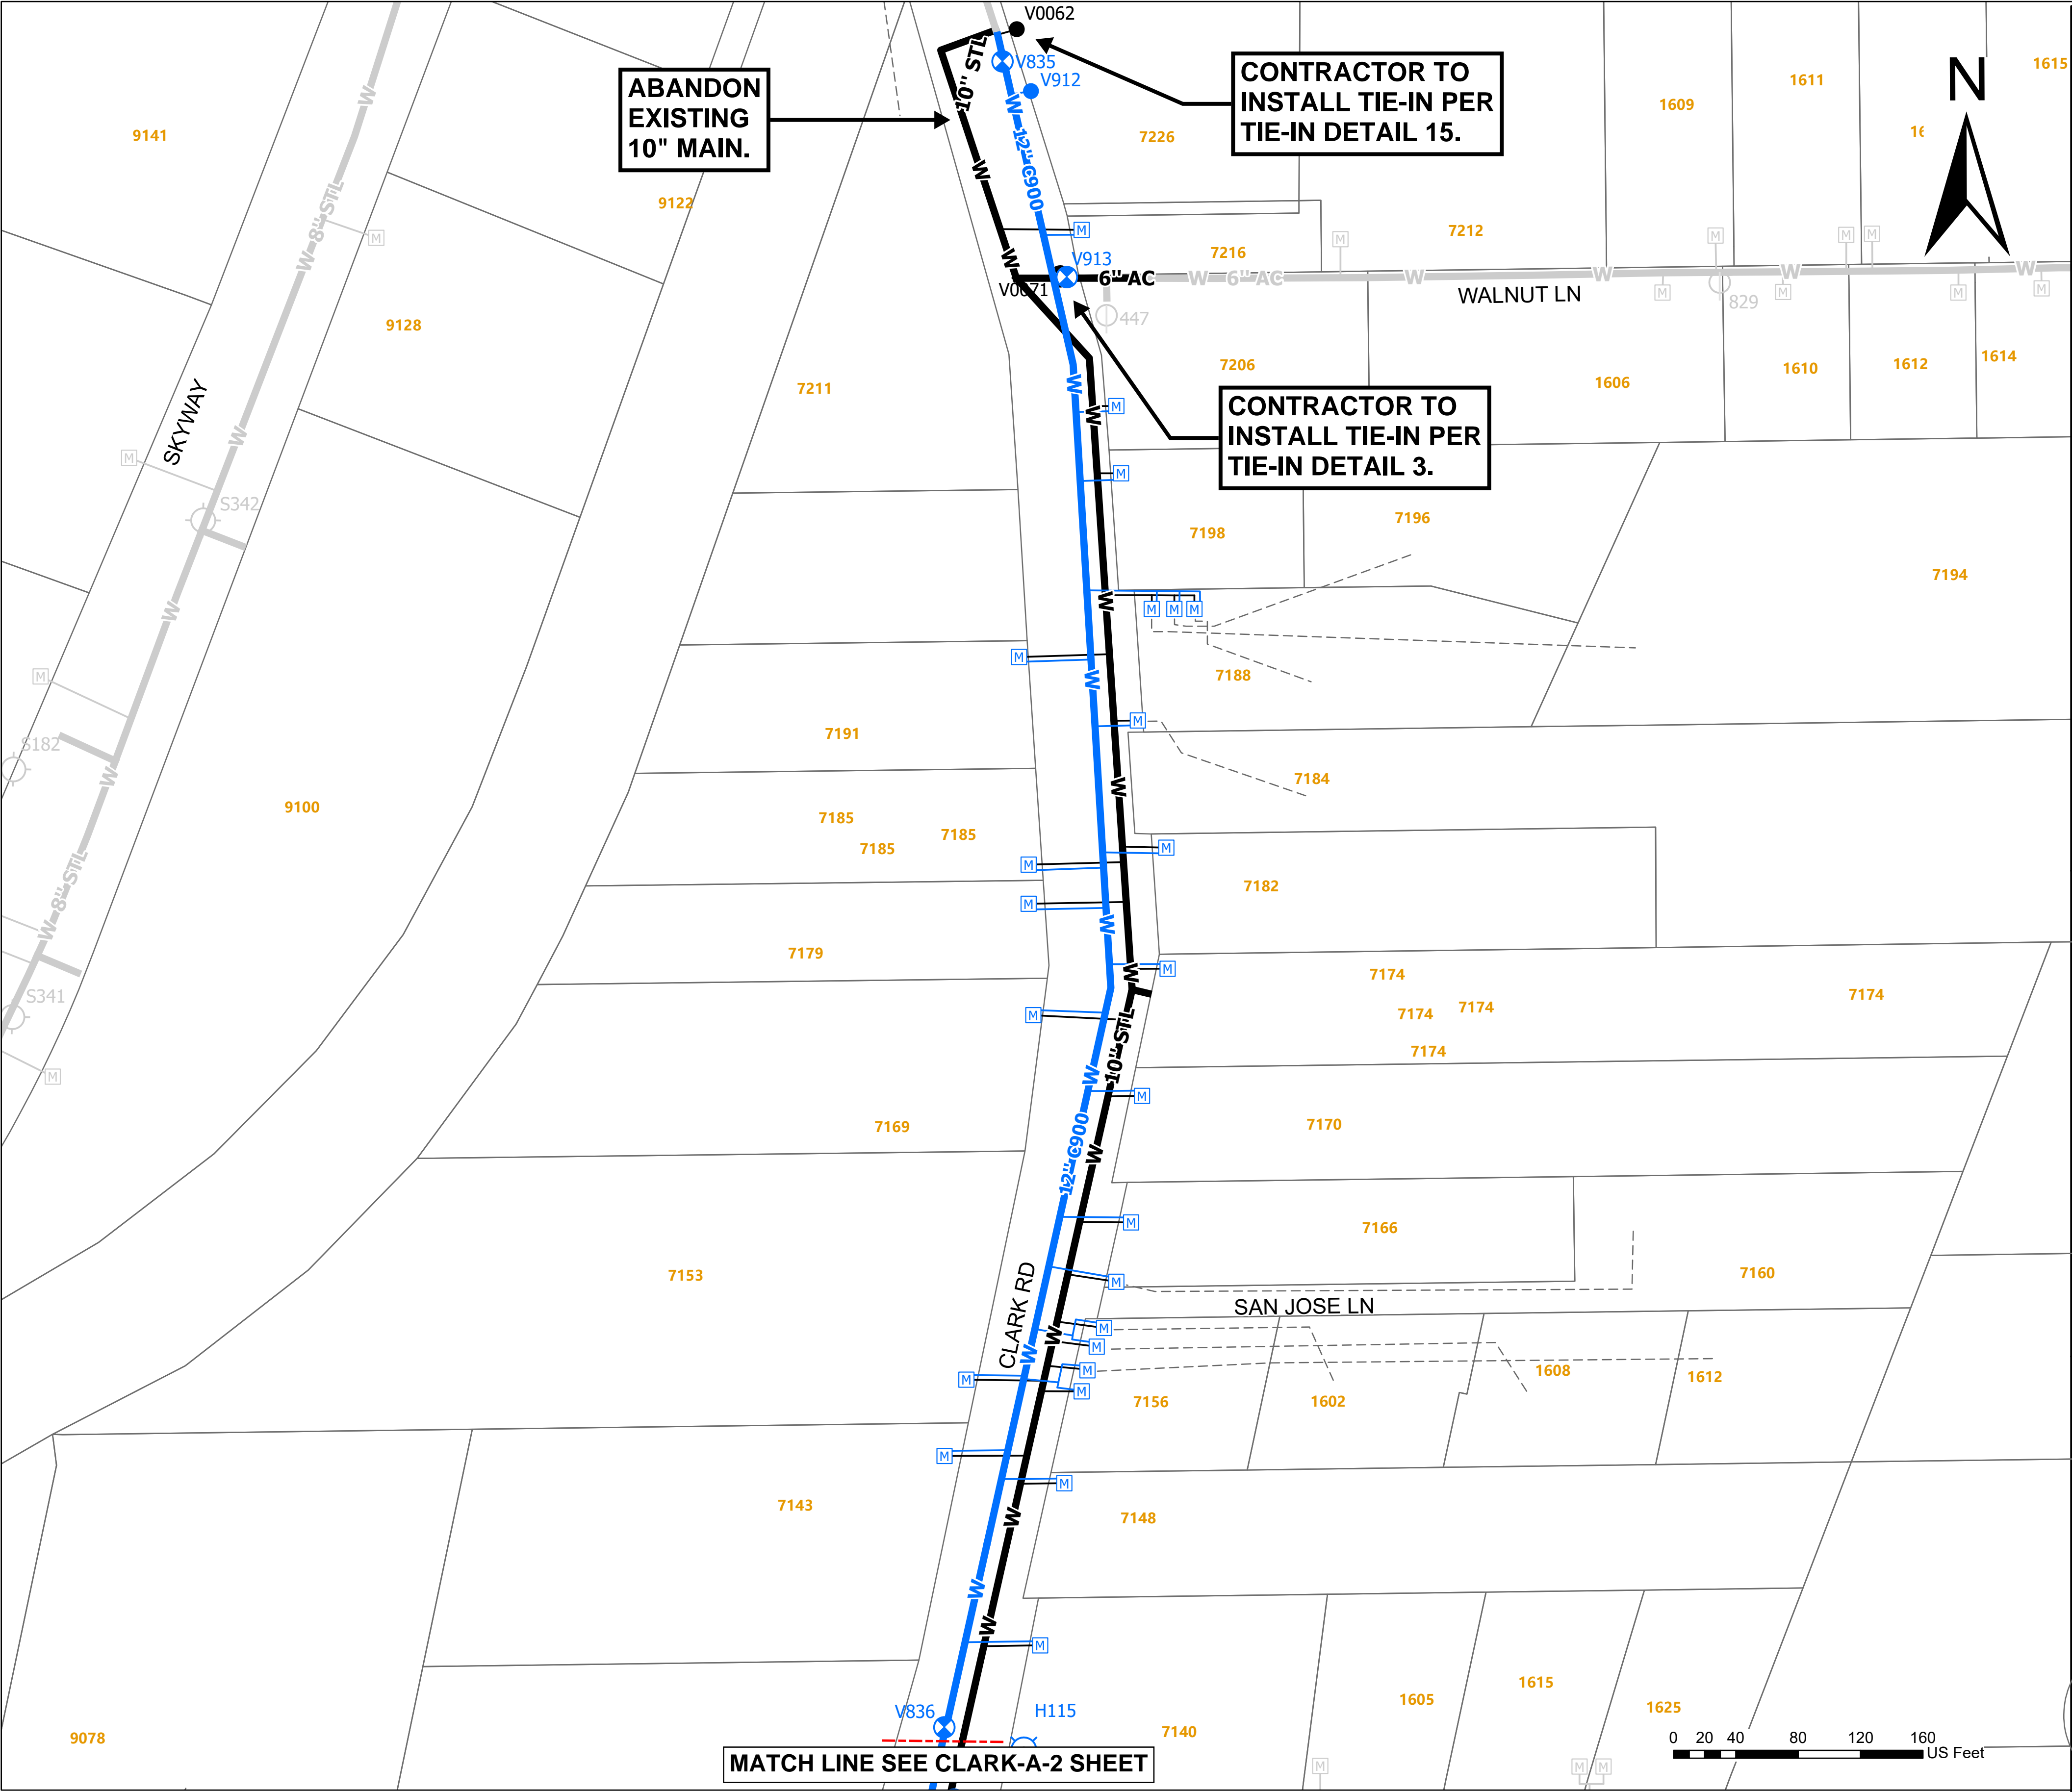 V0062
V835
V912
10" STL
ABANDON
EXISTING
10" MAIN.
CONTRACTOR TO
INSTALL TIE-IN PER
TIE-IN DETAIL 15.
N
1615
1611
1609
7226
9141
W
12" C900
W
W
9122
W 8" STL
M
M
7212
7216
M
M
M
M
V913
V0071
6" AC
W
6" AC
W
W
W
W
WALNUT LN
M
829
M
M
M
447
9128
W
7206
1606
1610
1612
1614
SKYWAY
7211
W
M
W
CONTRACTOR TO
INSTALL TIE-IN PER
TIE-IN DETAIL 3.
W
M
M
S342
7198
7196
7194
W
W
M
M
M
M
M
7188
W
M
S182
7191
7184
W
W
9100
7185
7185
7185
M
M
W 8" STL
7182
M
W
7179
W
M
7174
7174
7174
7174
7174
S341
M
10" STL
M
W
M
7169
7170
12" C900
W
M
7166
7153
7160
M
CLARK RD
SAN JOSE LN
W
W
M
M
M
M
M
7156
1602
1608
1612
M
M
7143
7148
W
W
W
M
1605
1615
1625
V836
H115
7140
9078
M
M
M
0 20 40 80 120 160
US Feet
MATCH LINE SEE CLARK-A-2 SHEET